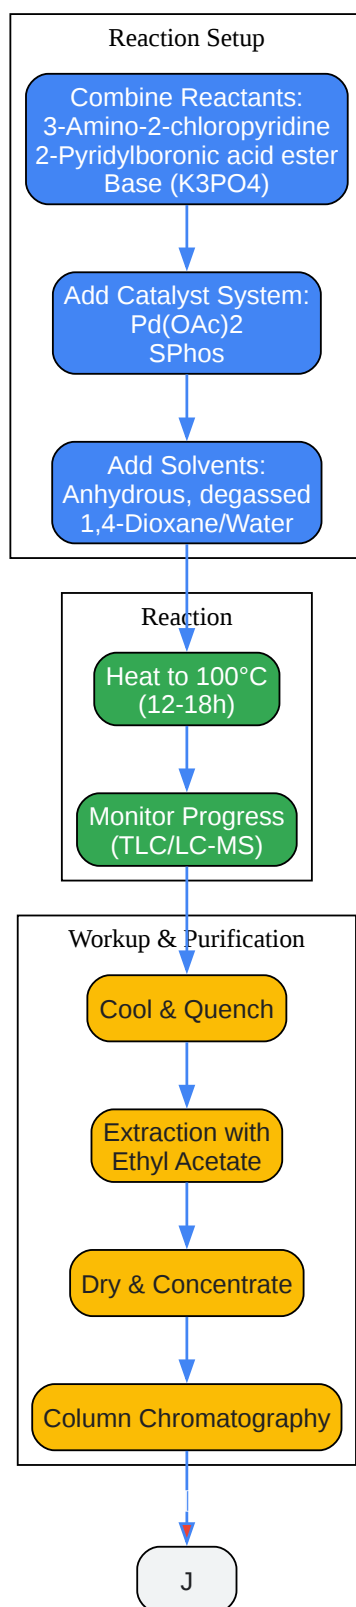 Reaction Setup
Combine Reactants:
3-Amino-2-chloropyridine
2-Pyridylboronic acid ester
Base (K3PO4)
Add Catalyst System:
Pd(OAc)2
SPhos
Add Solvents:
Anhydrous, degassed
1,4-Dioxane/Water
Reaction
Heat to 100°C
(12-18h)
Monitor Progress
(TLC/LC-MS)
Workup & Purification
Cool & Quench
Extraction with
Ethyl Acetate
Dry & Concentrate
Column Chromatography
J